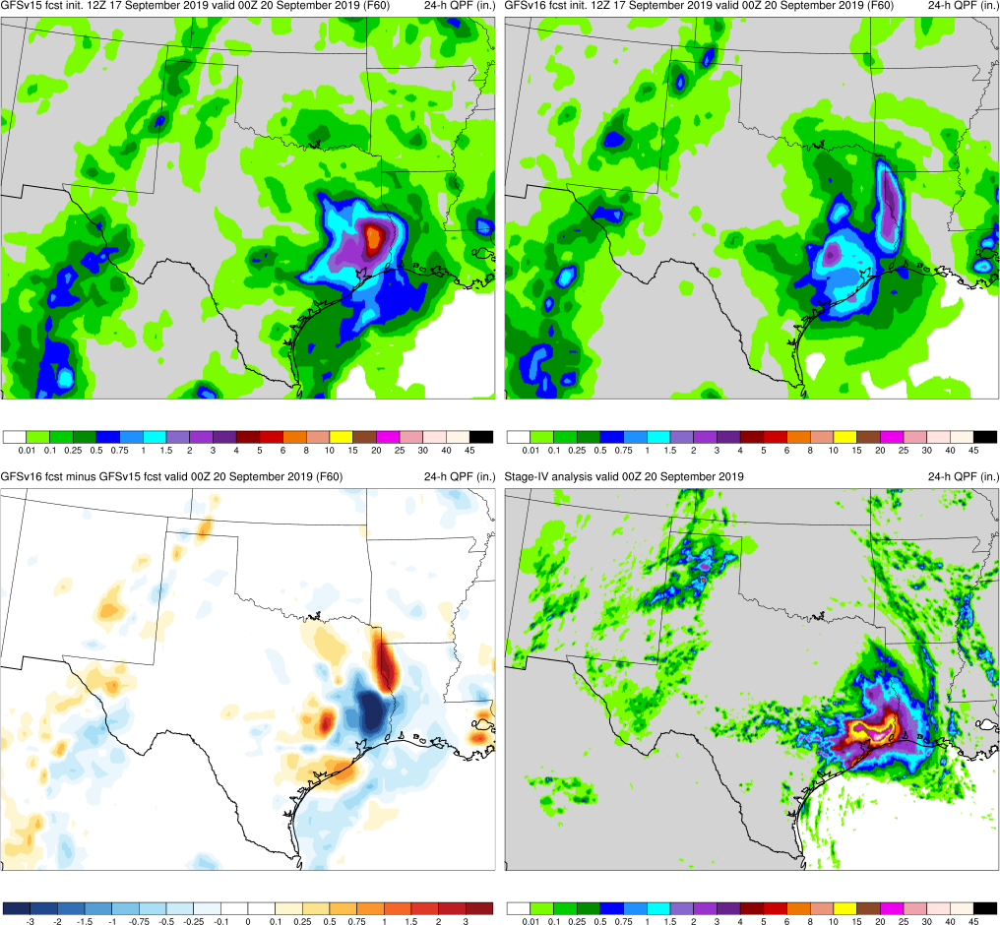 GFSv15 fcst init. 12Z 17 September 2019 valid 00Z 20 September 2019 (F60) 24-h QPF (in.)
GFSv16 fcst init. 12Z 17 September 2019 valid 00Z 20 September 2019 (F60) 24-h QPF (in.)
0.01 0.1 0.25 0.5 0.75 1 1.5 2 3 4 5 6 8 10 15 20 25 30 40 45
0.01 0.1 0.25 0.5 0.75 1 1.5 2 3 4 5 6 8 10 15 20 25 30 40 45
GFSv16 fcst minus GFSv15 fcst valid 00Z 20 September 2019 (F60) 24-h QPF (in.)
Stage-IV analysis valid 00Z 20 September 2019 24-h QPF (in.)
-3 -2 -1.5 -1 -0.75 -0.5 -0.25 -0.1 0 0.1 0.25 0.5 0.75 1 1.5 2 3
0.01 0.1 0.25 0.5 0.75 1 1.5 2 3 4 5 6 8 10 15 20 25 30 40 45